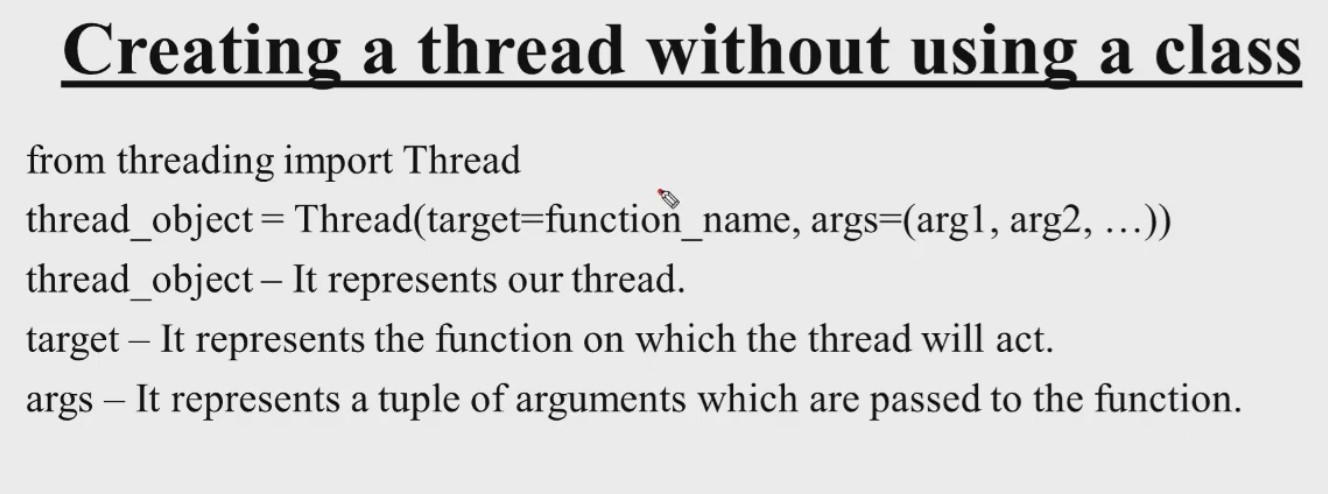 Creating a thread without using a class
from threading import Thread
thread_object = Thread(target=function_name, args=(arg1, arg2, …))
thread_object – It represents our thread.
target – It represents the function on which the thread will act.
args – It represents a tuple of arguments which are passed to the function.